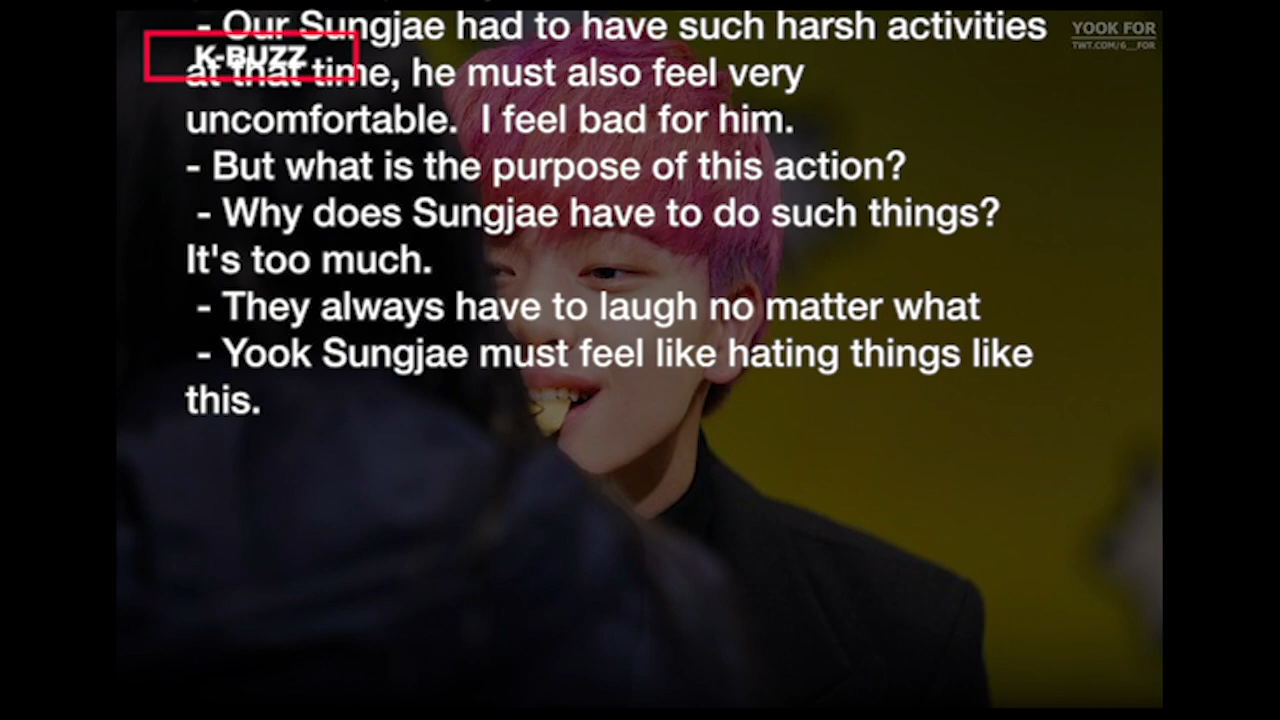 - Our Sungjae had to have such harsh activities
K-BUZZ
at that time, he must also feel very
uncomfortable.  I feel bad for him.
- But what is the purpose of this action?
- Why does Sungjae have to do such things?
It's too much.
- They always have to laugh no matter what
- Yook Sungjae must feel like hating things like
this.
YOOK FOR
TWT.COM/6__FOR